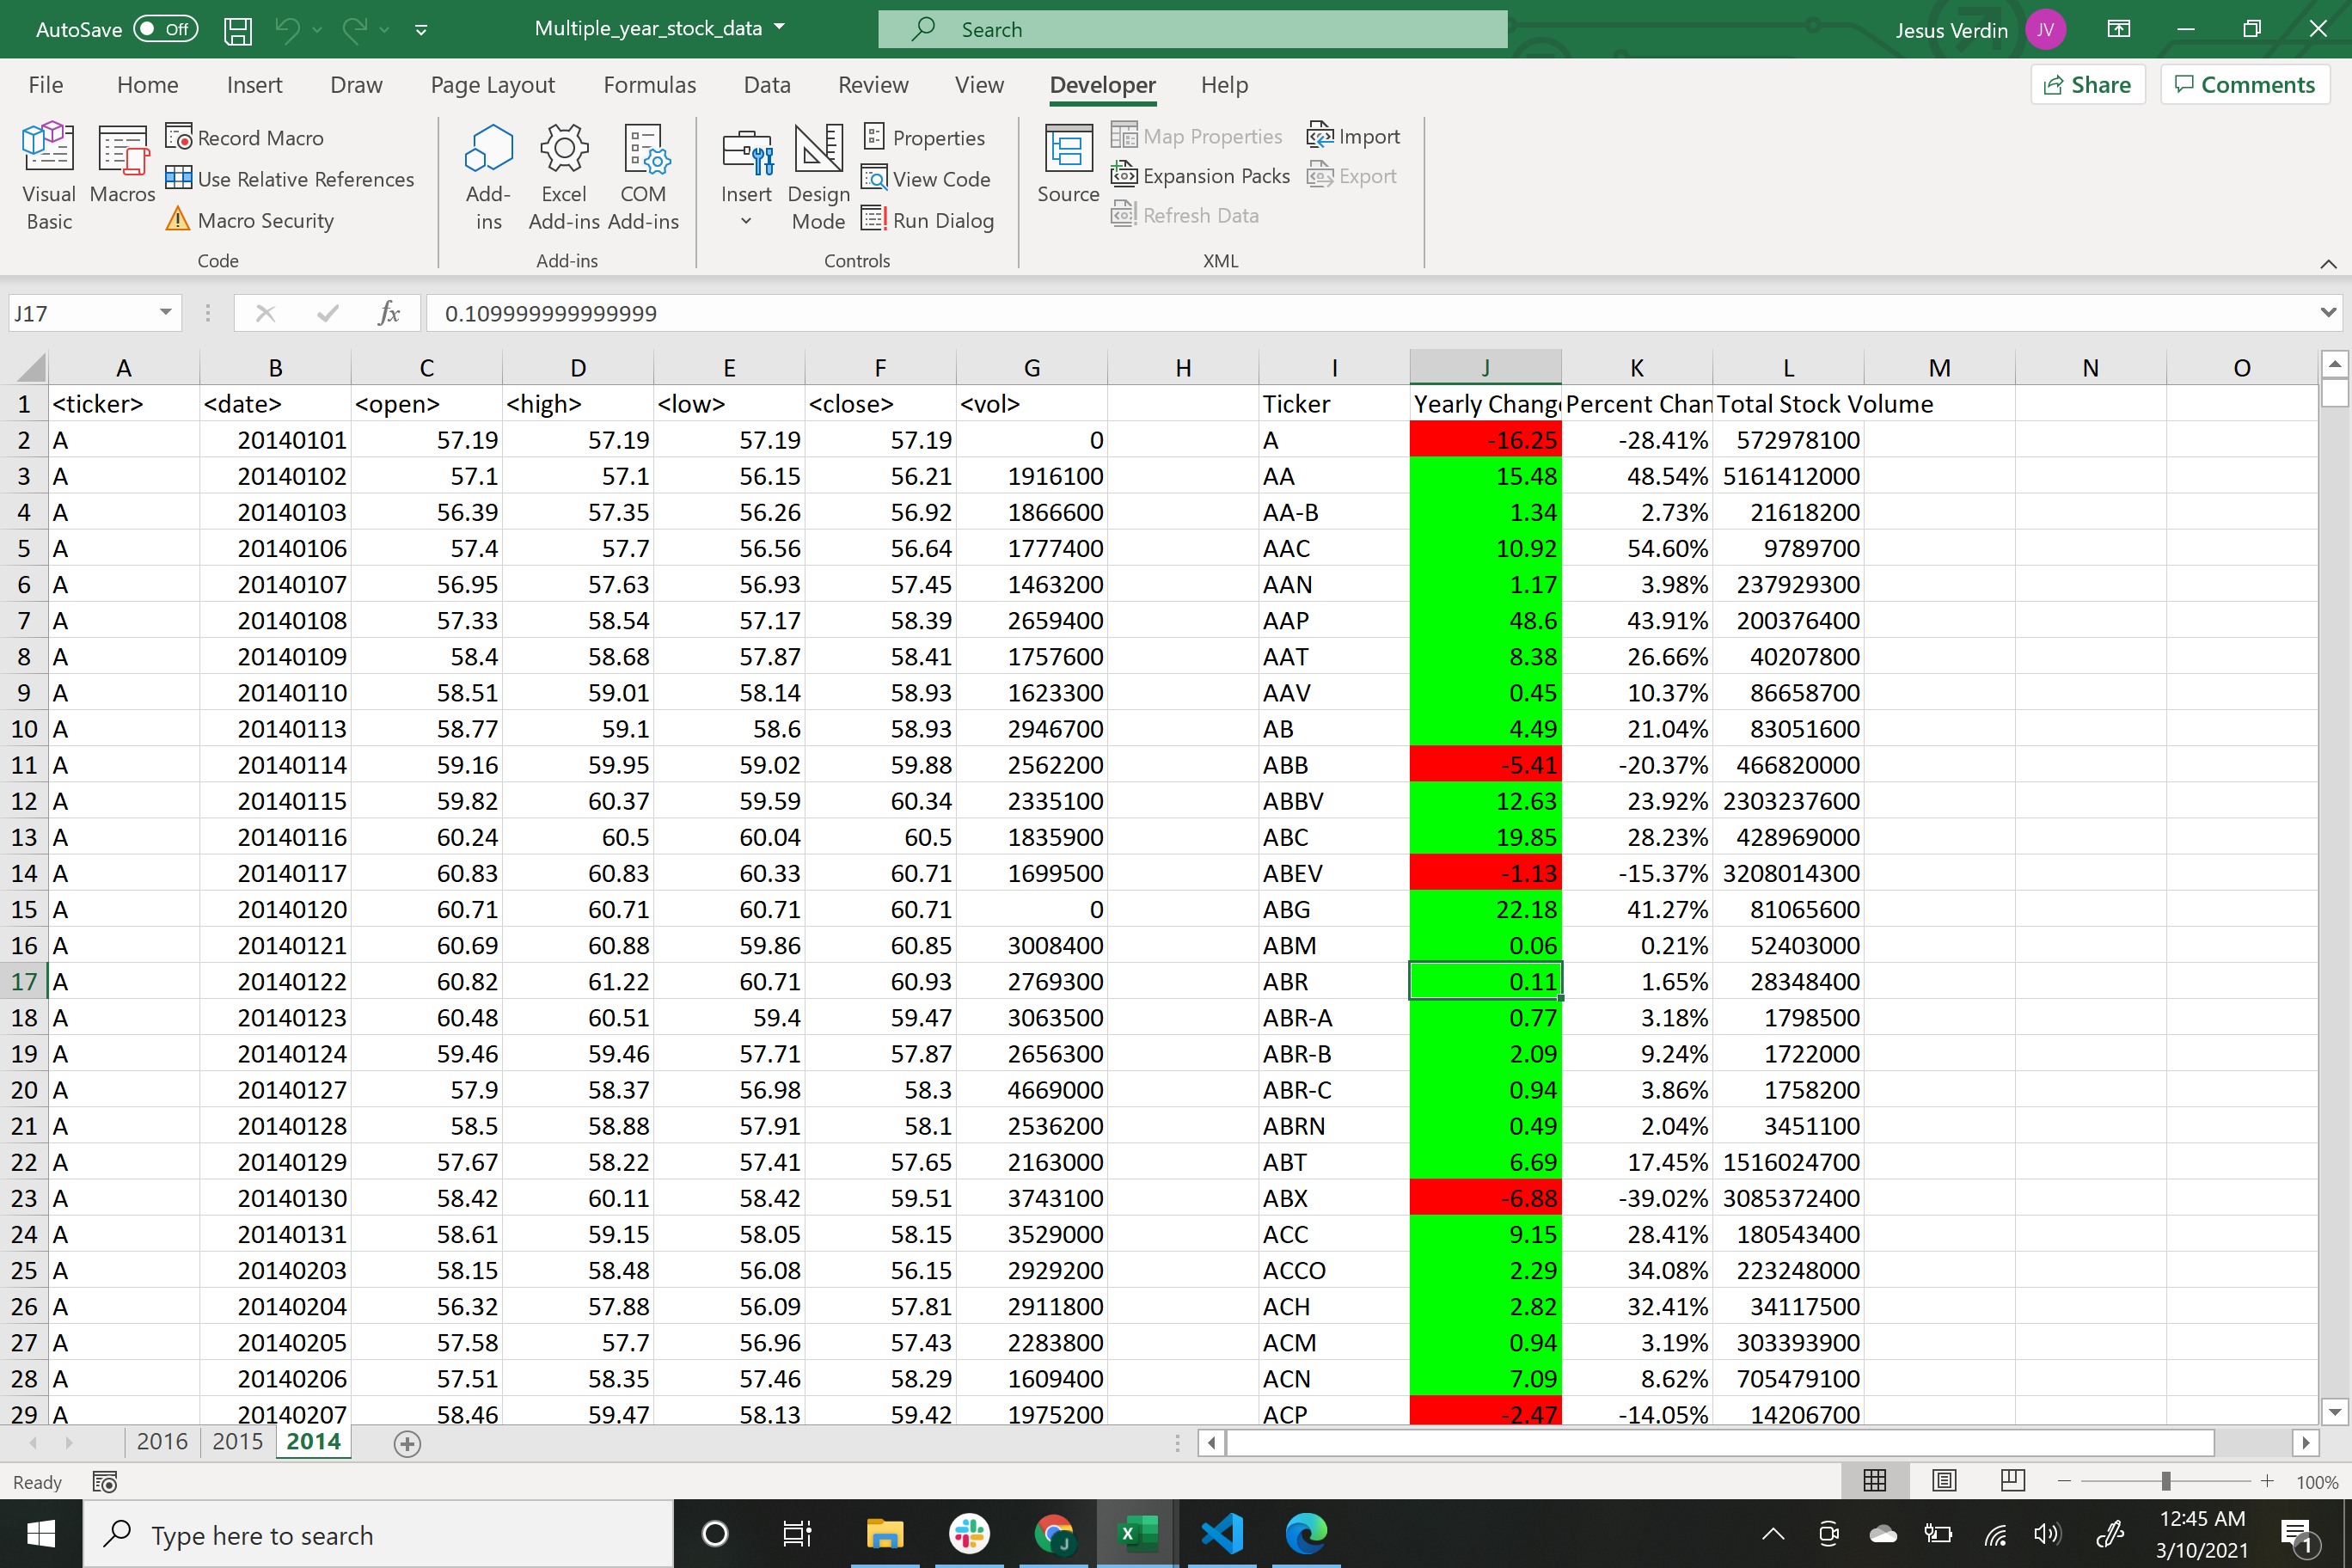 AutoSave Off Multiple_year_stock_data Search Jesus Verdin JV
File Home Insert Draw Page Layout Formulas Data Review View Developer Help Share Comments
Visual Basic Macros Record Macro Use Relative References Macro Security Code
Add-ins Excel Add-ins COM Add-ins Add-ins
Insert Design Mode Properties View Code Run Dialog Controls
Source Map Properties Expansion Packs Refresh Data Import Export XML
J17 fx 0.109999999999999
A B C D E F G H I J K L M N O
1 <ticker> <date> <open> <high> <low> <close> <vol> Ticker Yearly Chang Percent Chan Total Stock Volume
2 A 20140101 57.19 57.19 57.19 57.19 0 A -16.25 -28.41% 572978100
3 A 20140102 57.1 57.1 56.15 56.21 1916100 AA 15.48 48.54% 5161412000
4 A 20140103 56.39 57.35 56.26 56.92 1866600 AA-B 1.34 2.73% 21618200
5 A 20140106 57.4 57.7 56.56 56.64 1777400 AAC 10.92 54.60% 9789700
6 A 20140107 56.95 57.63 56.93 57.45 1463200 AAN 1.17 3.98% 237929300
7 A 20140108 57.33 58.54 57.17 58.39 2659400 AAP 48.6 43.91% 200376400
8 A 20140109 58.4 58.68 57.87 58.41 1757600 AAT 8.38 26.66% 40207800
9 A 20140110 58.51 59.01 58.14 58.93 1623300 AAV 0.45 10.37% 86658700
10 A 20140113 58.77 59.1 58.6 58.93 2946700 AB 4.49 21.04% 83051600
11 A 20140114 59.16 59.95 59.02 59.88 2562200 ABB -5.41 -20.37% 466820000
12 A 20140115 59.82 60.37 59.59 60.34 2335100 ABBV 12.63 23.92% 2303237600
13 A 20140116 60.24 60.5 60.04 60.5 1835900 ABC 19.85 28.23% 428969000
14 A 20140117 60.83 60.83 60.33 60.71 1699500 ABEV -1.13 -15.37% 3208014300
15 A 20140120 60.71 60.71 60.71 60.71 0 ABG 22.18 41.27% 81065600
16 A 20140121 60.69 60.88 59.86 60.85 3008400 ABM 0.06 0.21% 52403000
17 A 20140122 60.82 61.22 60.71 60.93 2769300 ABR 0.11 1.65% 28348400
18 A 20140123 60.48 60.51 59.4 59.47 3063500 ABR-A 0.77 3.18% 1798500
19 A 20140124 59.46 59.46 57.71 57.87 2656300 ABR-B 2.09 9.24% 1722000
20 A 20140127 57.9 58.37 56.98 58.3 4669000 ABR-C 0.94 3.86% 1758200
21 A 20140128 58.5 58.88 57.91 58.1 2536200 ABRN 0.49 2.04% 3451100
22 A 20140129 57.67 58.22 57.41 57.65 2163000 ABT 6.69 17.45% 1516024700
23 A 20140130 58.42 60.11 58.42 59.51 3743100 ABX -6.88 -39.02% 3085372400
24 A 20140131 58.61 59.15 58.05 58.15 3529000 ACC 9.15 28.41% 180543400
25 A 20140203 58.15 58.48 56.08 56.15 2929200 ACCO 2.29 34.08% 223248000
26 A 20140204 56.32 57.88 56.09 57.81 2911800 ACH 2.82 32.41% 34117500
27 A 20140205 57.58 57.7 56.96 57.43 2283800 ACM 0.94 3.19% 303393900
28 A 20140206 57.51 58.35 57.46 58.29 1609400 ACN 7.09 8.62% 705479100
29 A 20140207 58.46 59.47 58.13 59.42 1975200 ACP -2.47 -14.05% 14206700
2016 2015 2014
Ready 100%
Type here to search 12:45 AM
3/10/2021 1